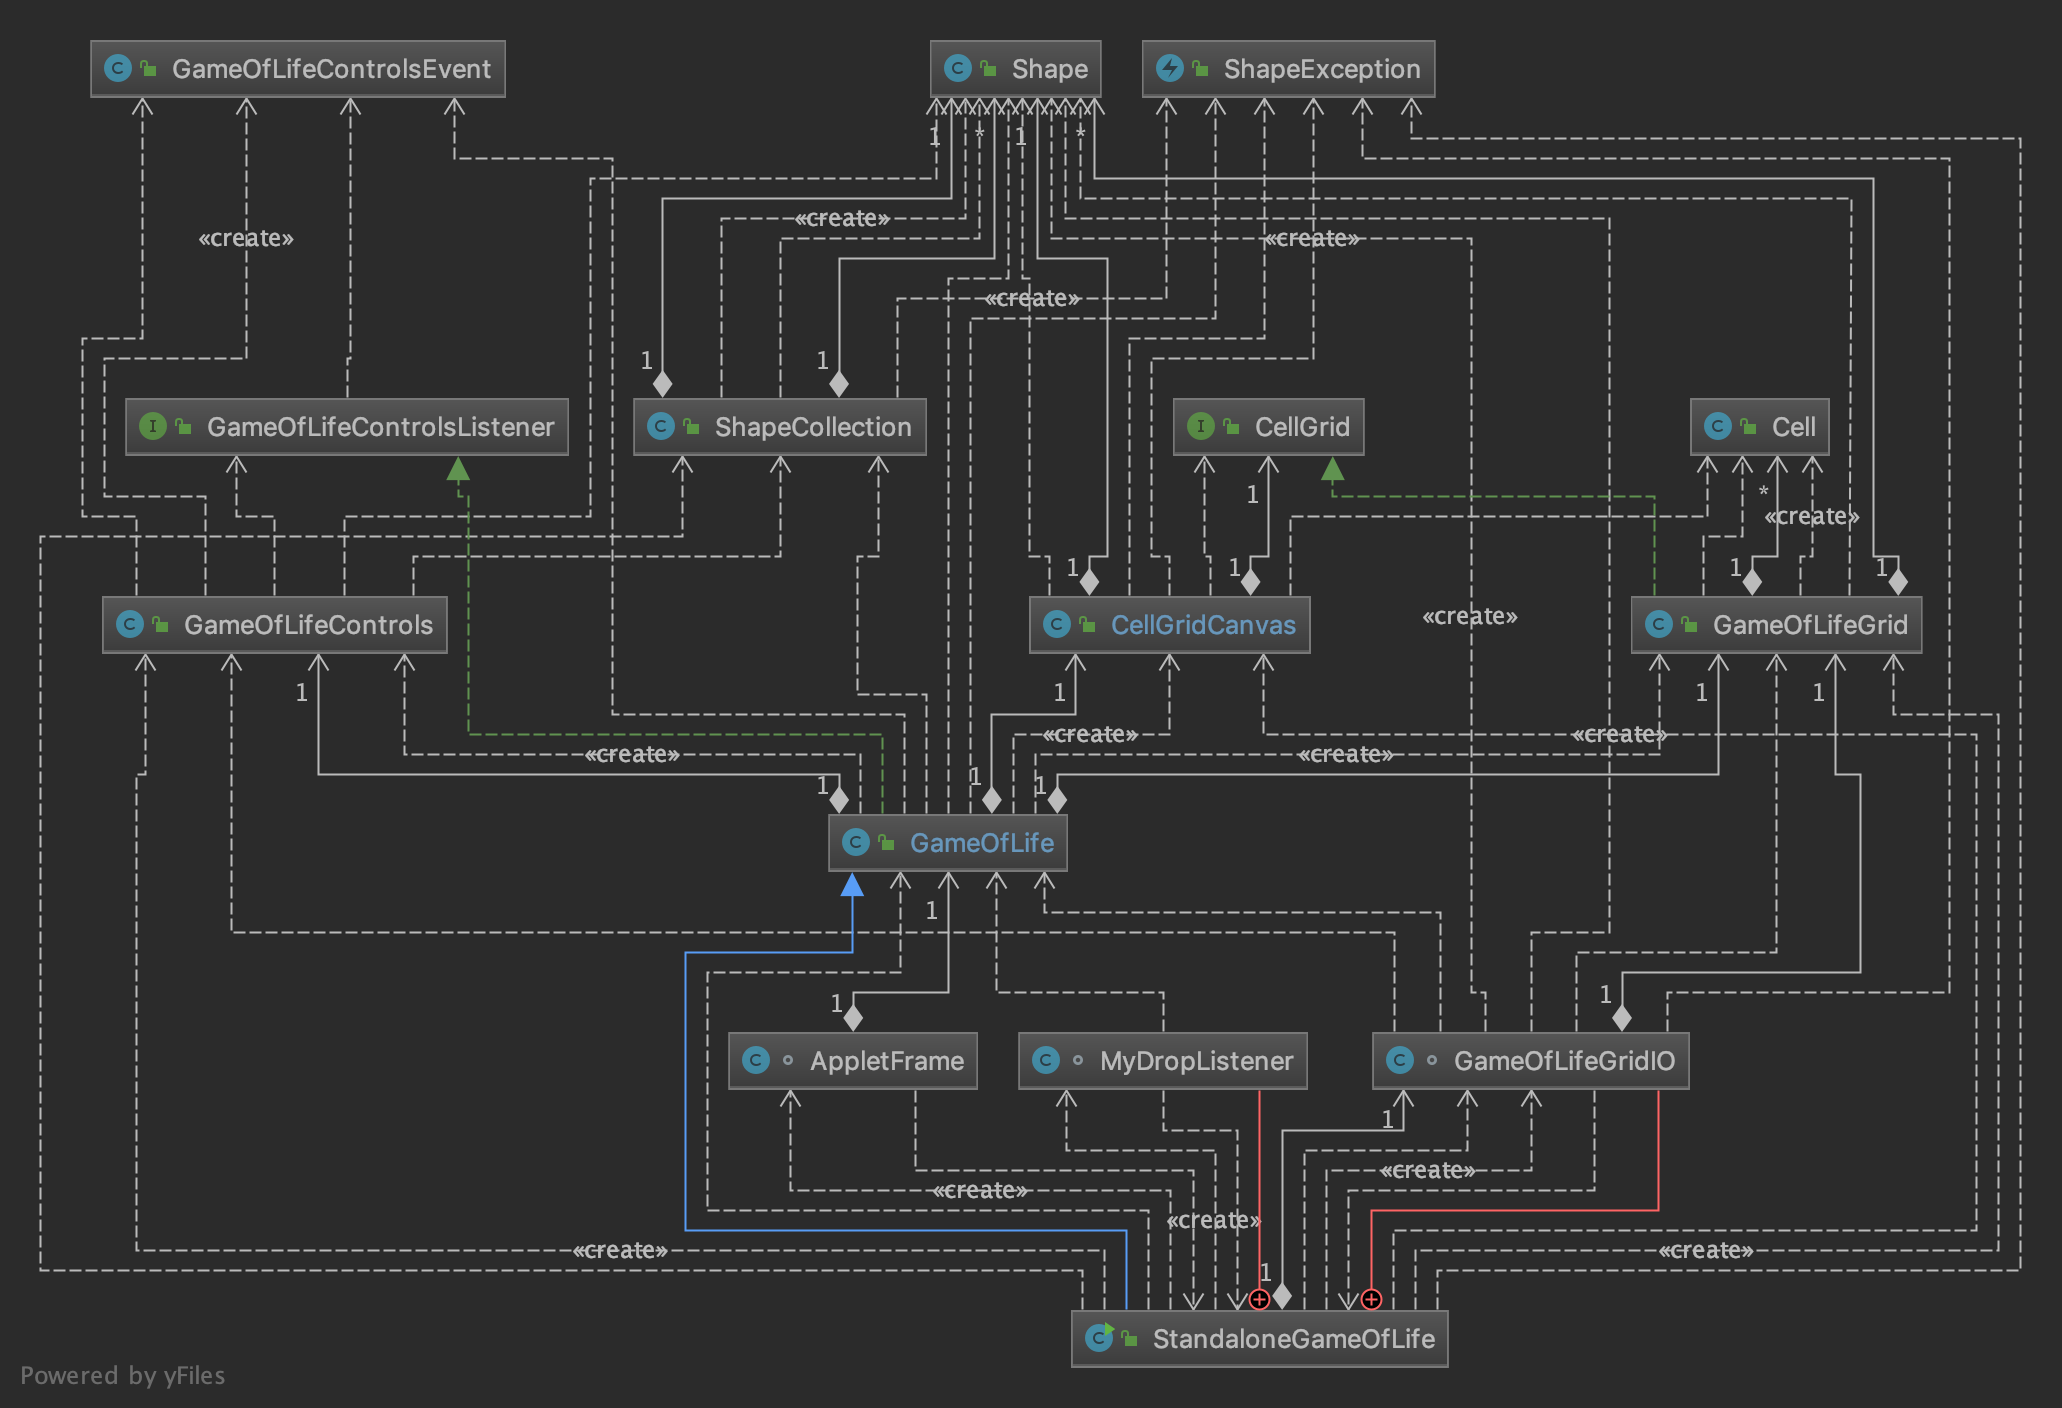 GameOfLifeControlsEvent
Shape
ShapeException
1
*
1
*
«create»
«create»
«create»
«create»
1
1
GameOfLifeControlsListener
ShapeCollection
CellGrid
Cell
1
*
«create»
1
1
1
1
GameOfLifeControls
CellGridCanvas
GameOfLifeGrid
«create»
1
1
1
1
«create»
«create»
«create»
«create»
1
1
1
GameOfLife
1
1
1
AppletFrame
MyDropListener
GameOfLifeGridIO
1
«create»
«create»
«create»
«create»
«create»
1
StandaloneGameOfLife
Powered by yFiles